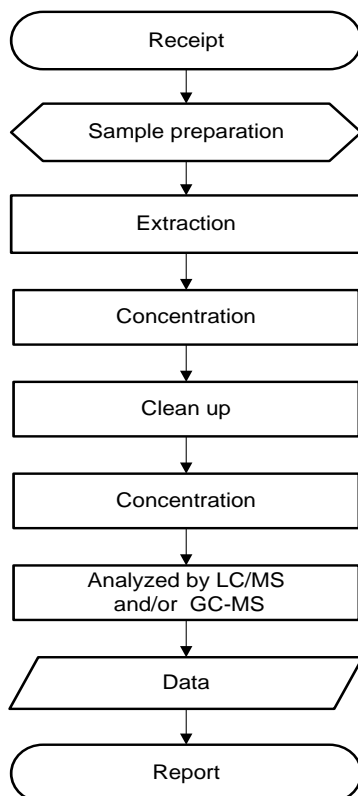 Receipt
Sample preparation
Extraction
Concentration
Clean up
Concentration
Analyzed by LC/MS
and/or GC-MS
Data
Report